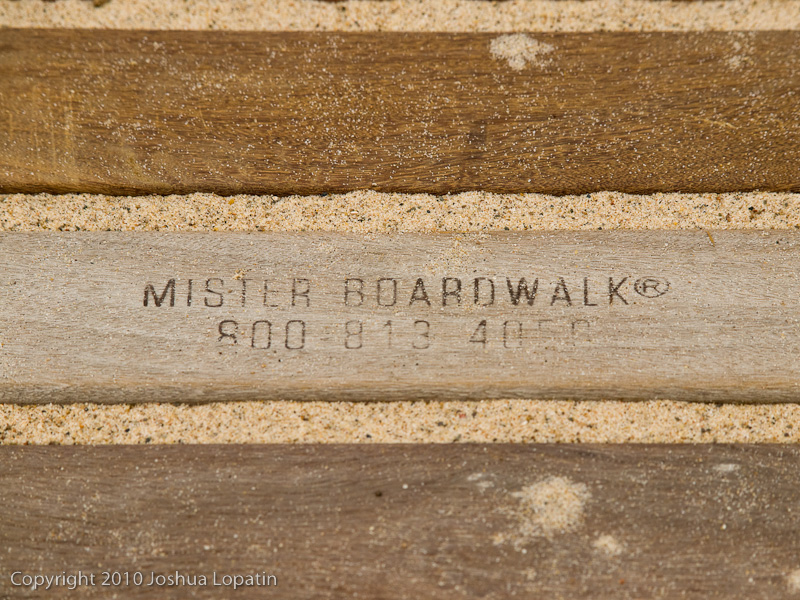 MISTER BOARDWALK®
800-813
Copyright 2010 Joshua Lopatin